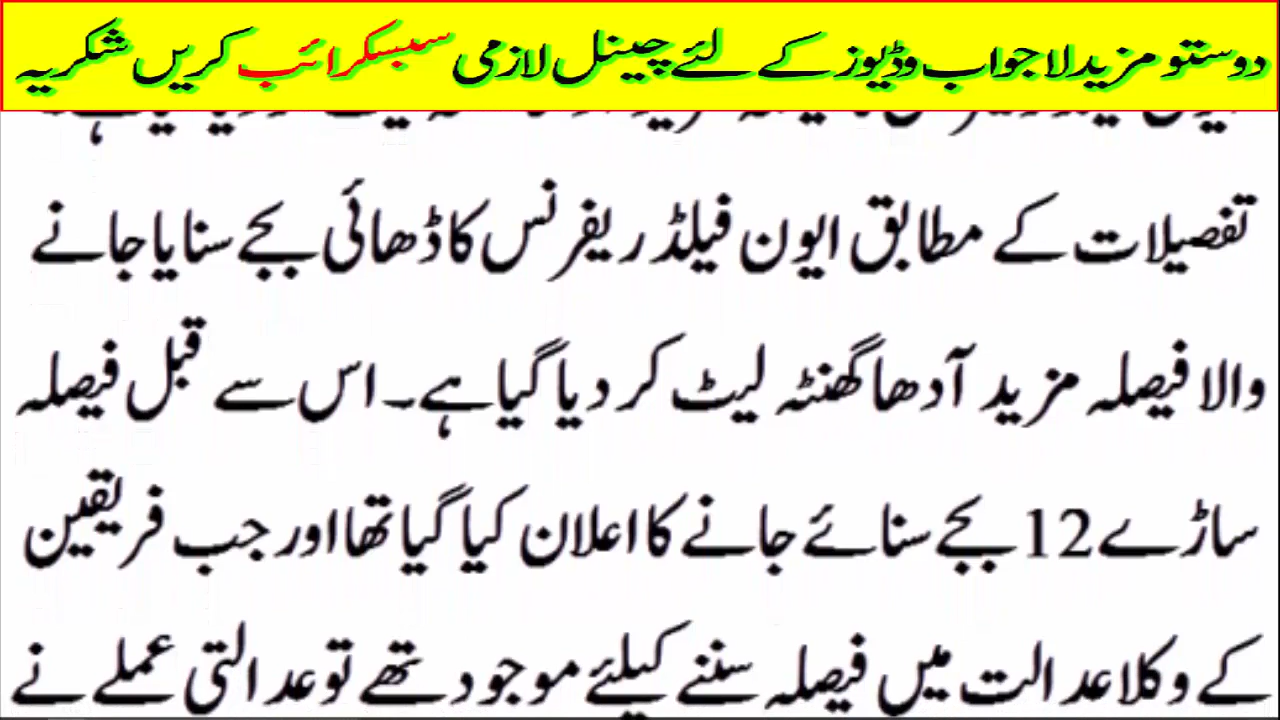 دوستو مزید لاجواب وڈیوز کے لئے چینل لازمی سبسکرائب کریں شکریہ
تفصیلات کے مطابق ایون فیلڈ ریفرنس کا ڈھائی بجے سنایا جانے
والا فیصلہ مزید آدھا گھنٹہ لیٹ کر دیا گیا ہے۔ اس سے قبل فیصلہ
ساڑے 12 بجے سنائے جانے کا اعلان کیا گیا تھا اور جب فریقین
کے وکلا عدالت میں فیصلہ سننے کیلئے موجود تھے تو عدالتی عملے نے